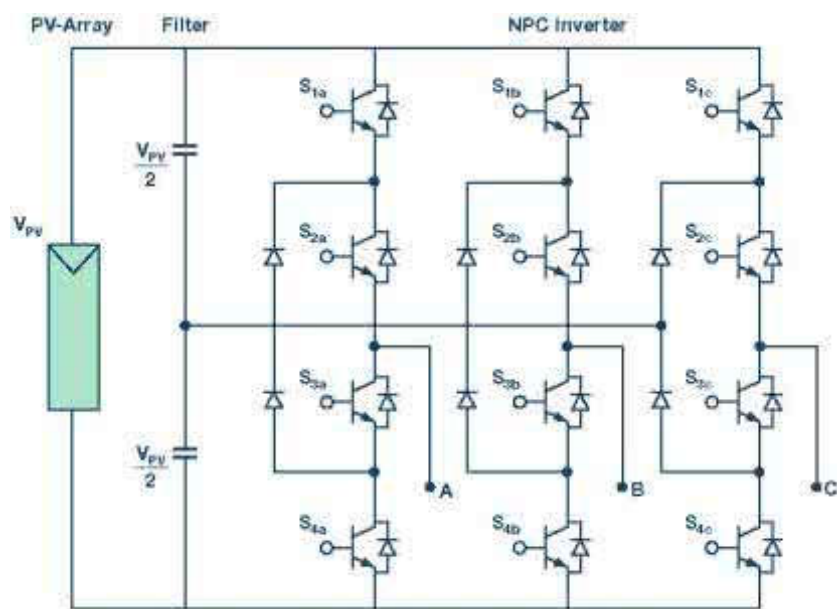 PV-Array Filter NPC Inverter
S1a S1b S1c
VPV
2
VPV
S2a S2b S2c
S3a S3b S3c
VPV
2
A B C
S4a S4b S4c